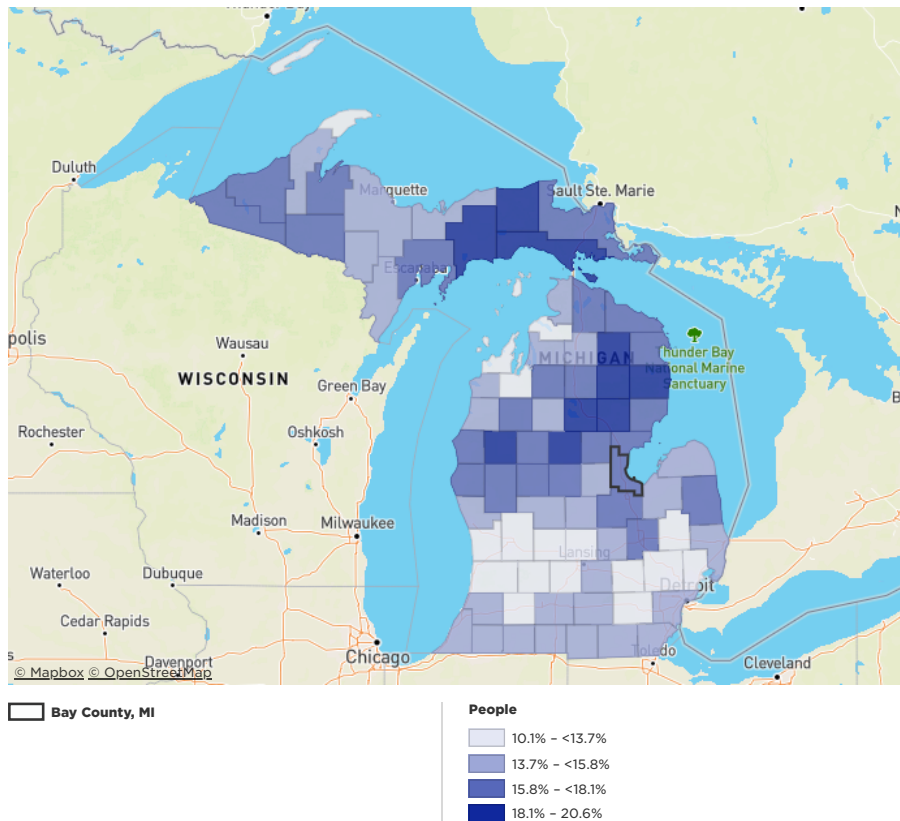 Duluth
Marquette
Sault Ste. Marie
Escanaba
polis
Wausau
WISCONSIN
Green Bay
MICHIGAN
Thunder Bay
National Marine
Sanctuary
Rochester
Oshkosh
Madison
Milwaukee
Lansing
Waterloo
Dubuque
Detroit
Cedar Rapids
Chicago
Toledo
Cleveland
Davenport
© Mapbox © OpenStreetMap
Bay County, MI
People
10.1% – <13.7%
13.7% – <15.8%
15.8% – <18.1%
18.1% – 20.6%